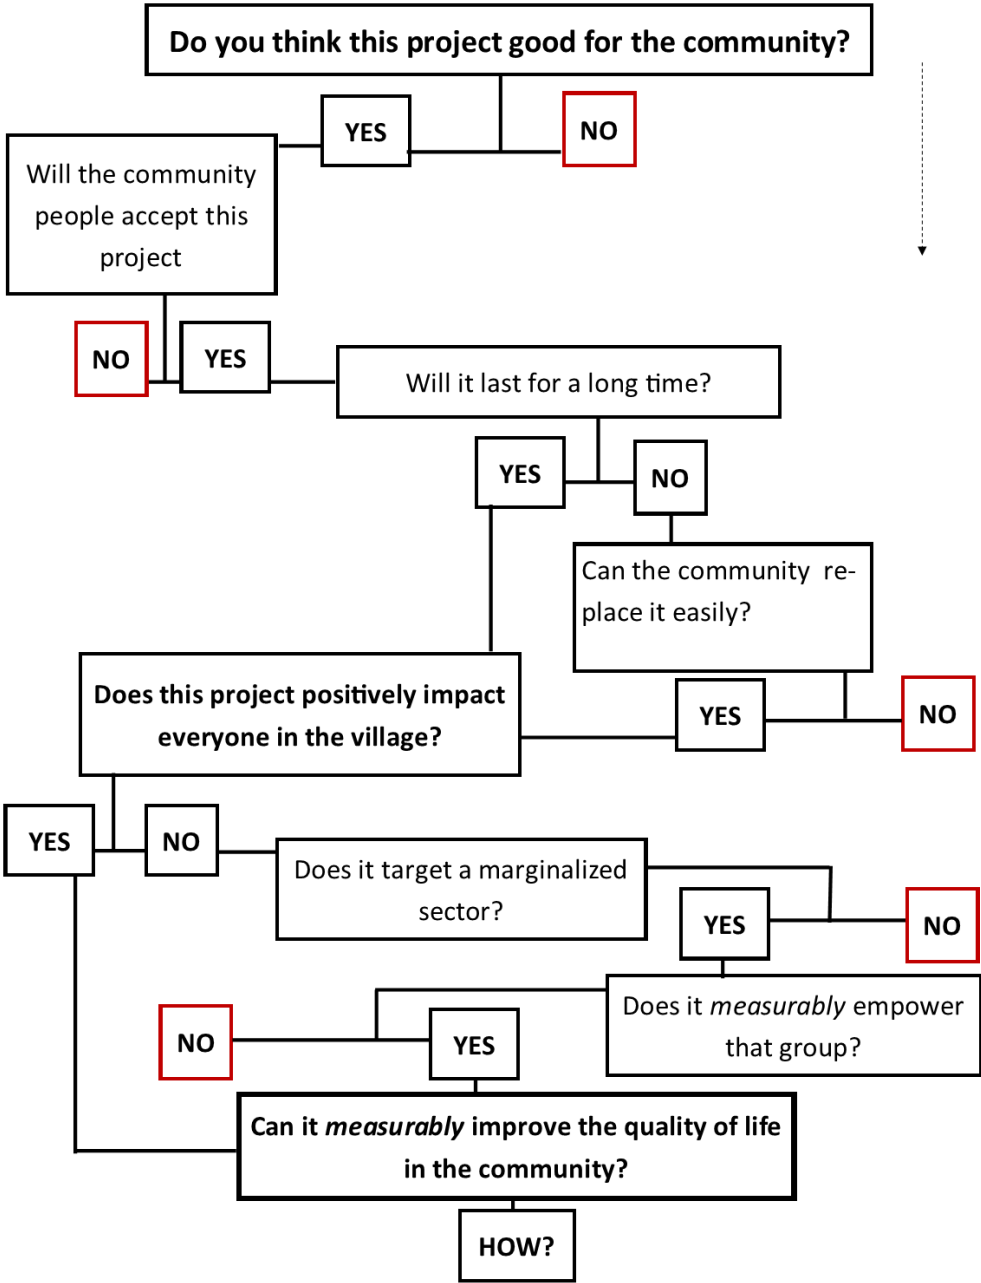 Do you think this project good for the community?
YES
NO
Will the community
people accept this
project
NO
YES
Will it last for a long time?
YES
NO
Can the community  re-
place it easily?
Does this project positively impact
everyone in the village?
YES
NO
YES
NO
Does it target a marginalized
sector?
YES
NO
Does it measurably empower
that group?
NO
YES
Can it measurably improve the quality of life
in the community?
HOW?